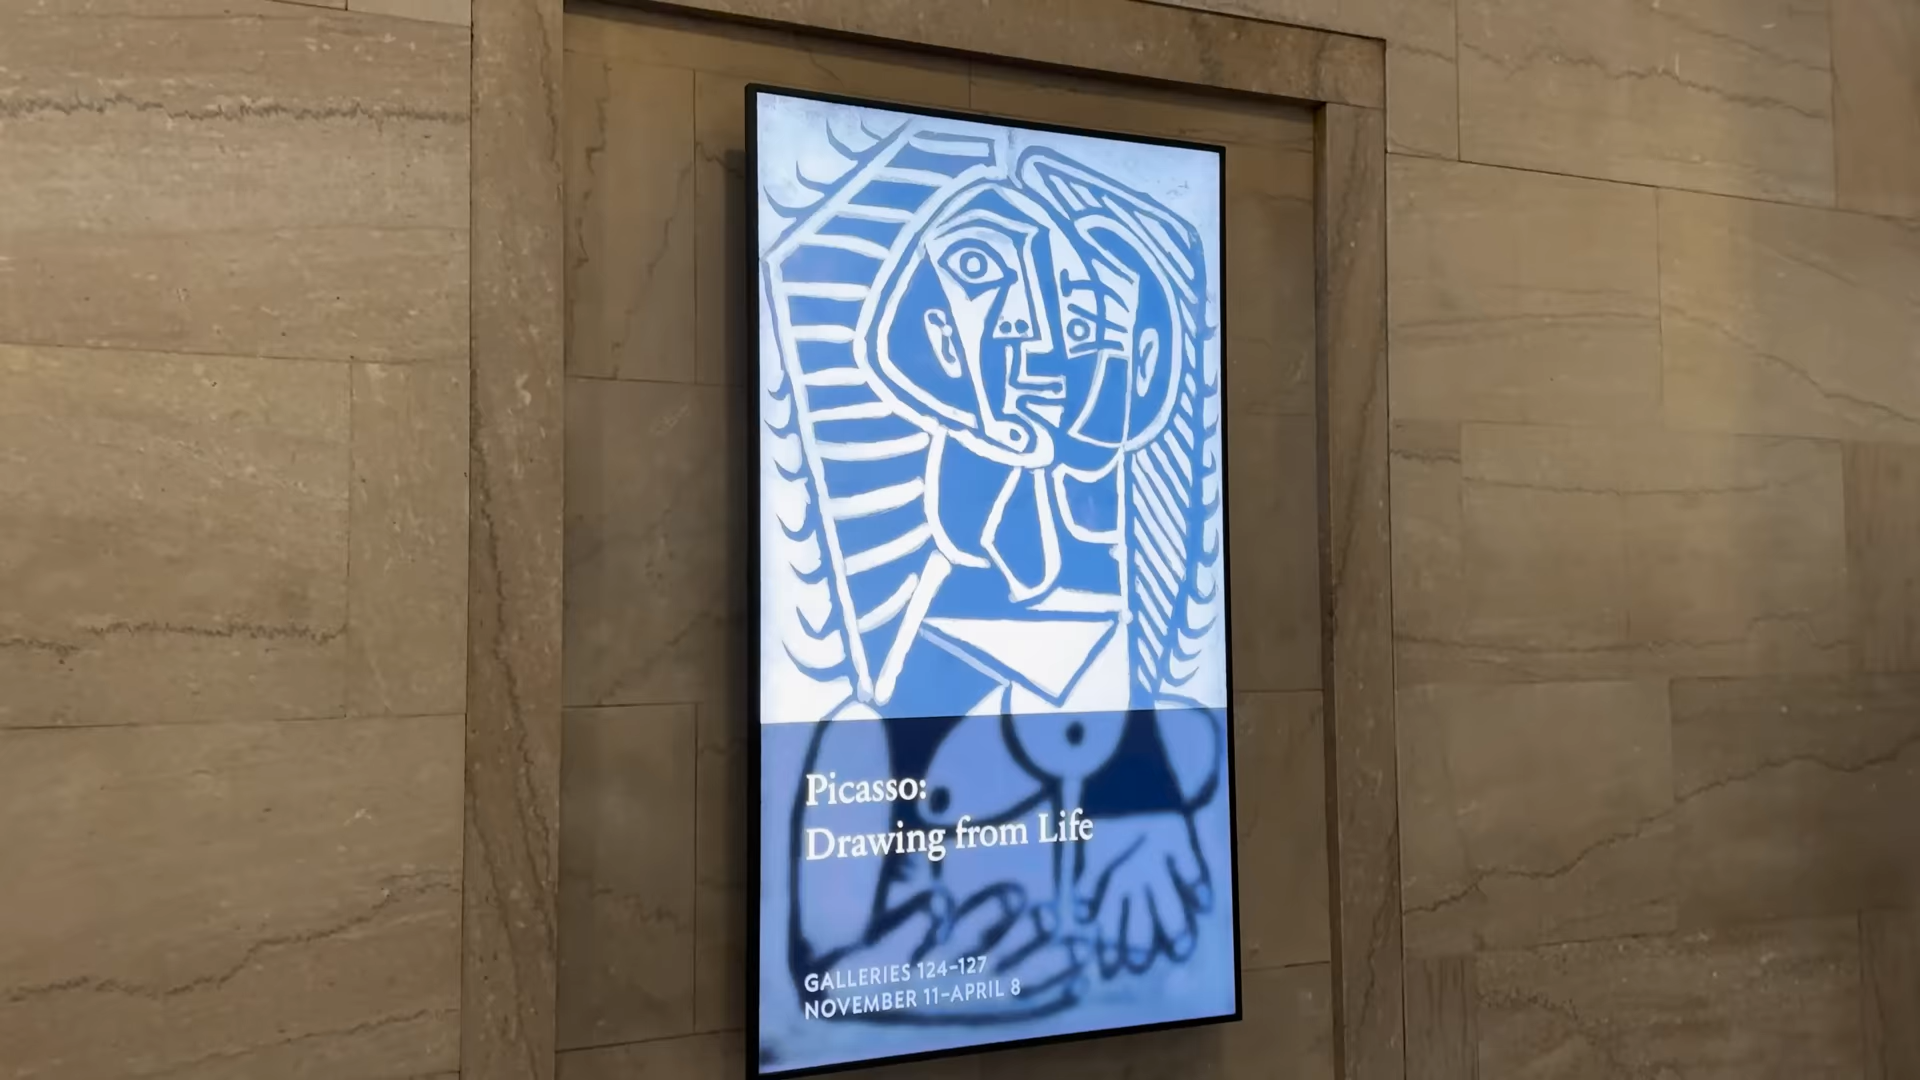 Picasso:
Drawing from Life
GALLERIES 124–127
NOVEMBER 11–APRIL 8